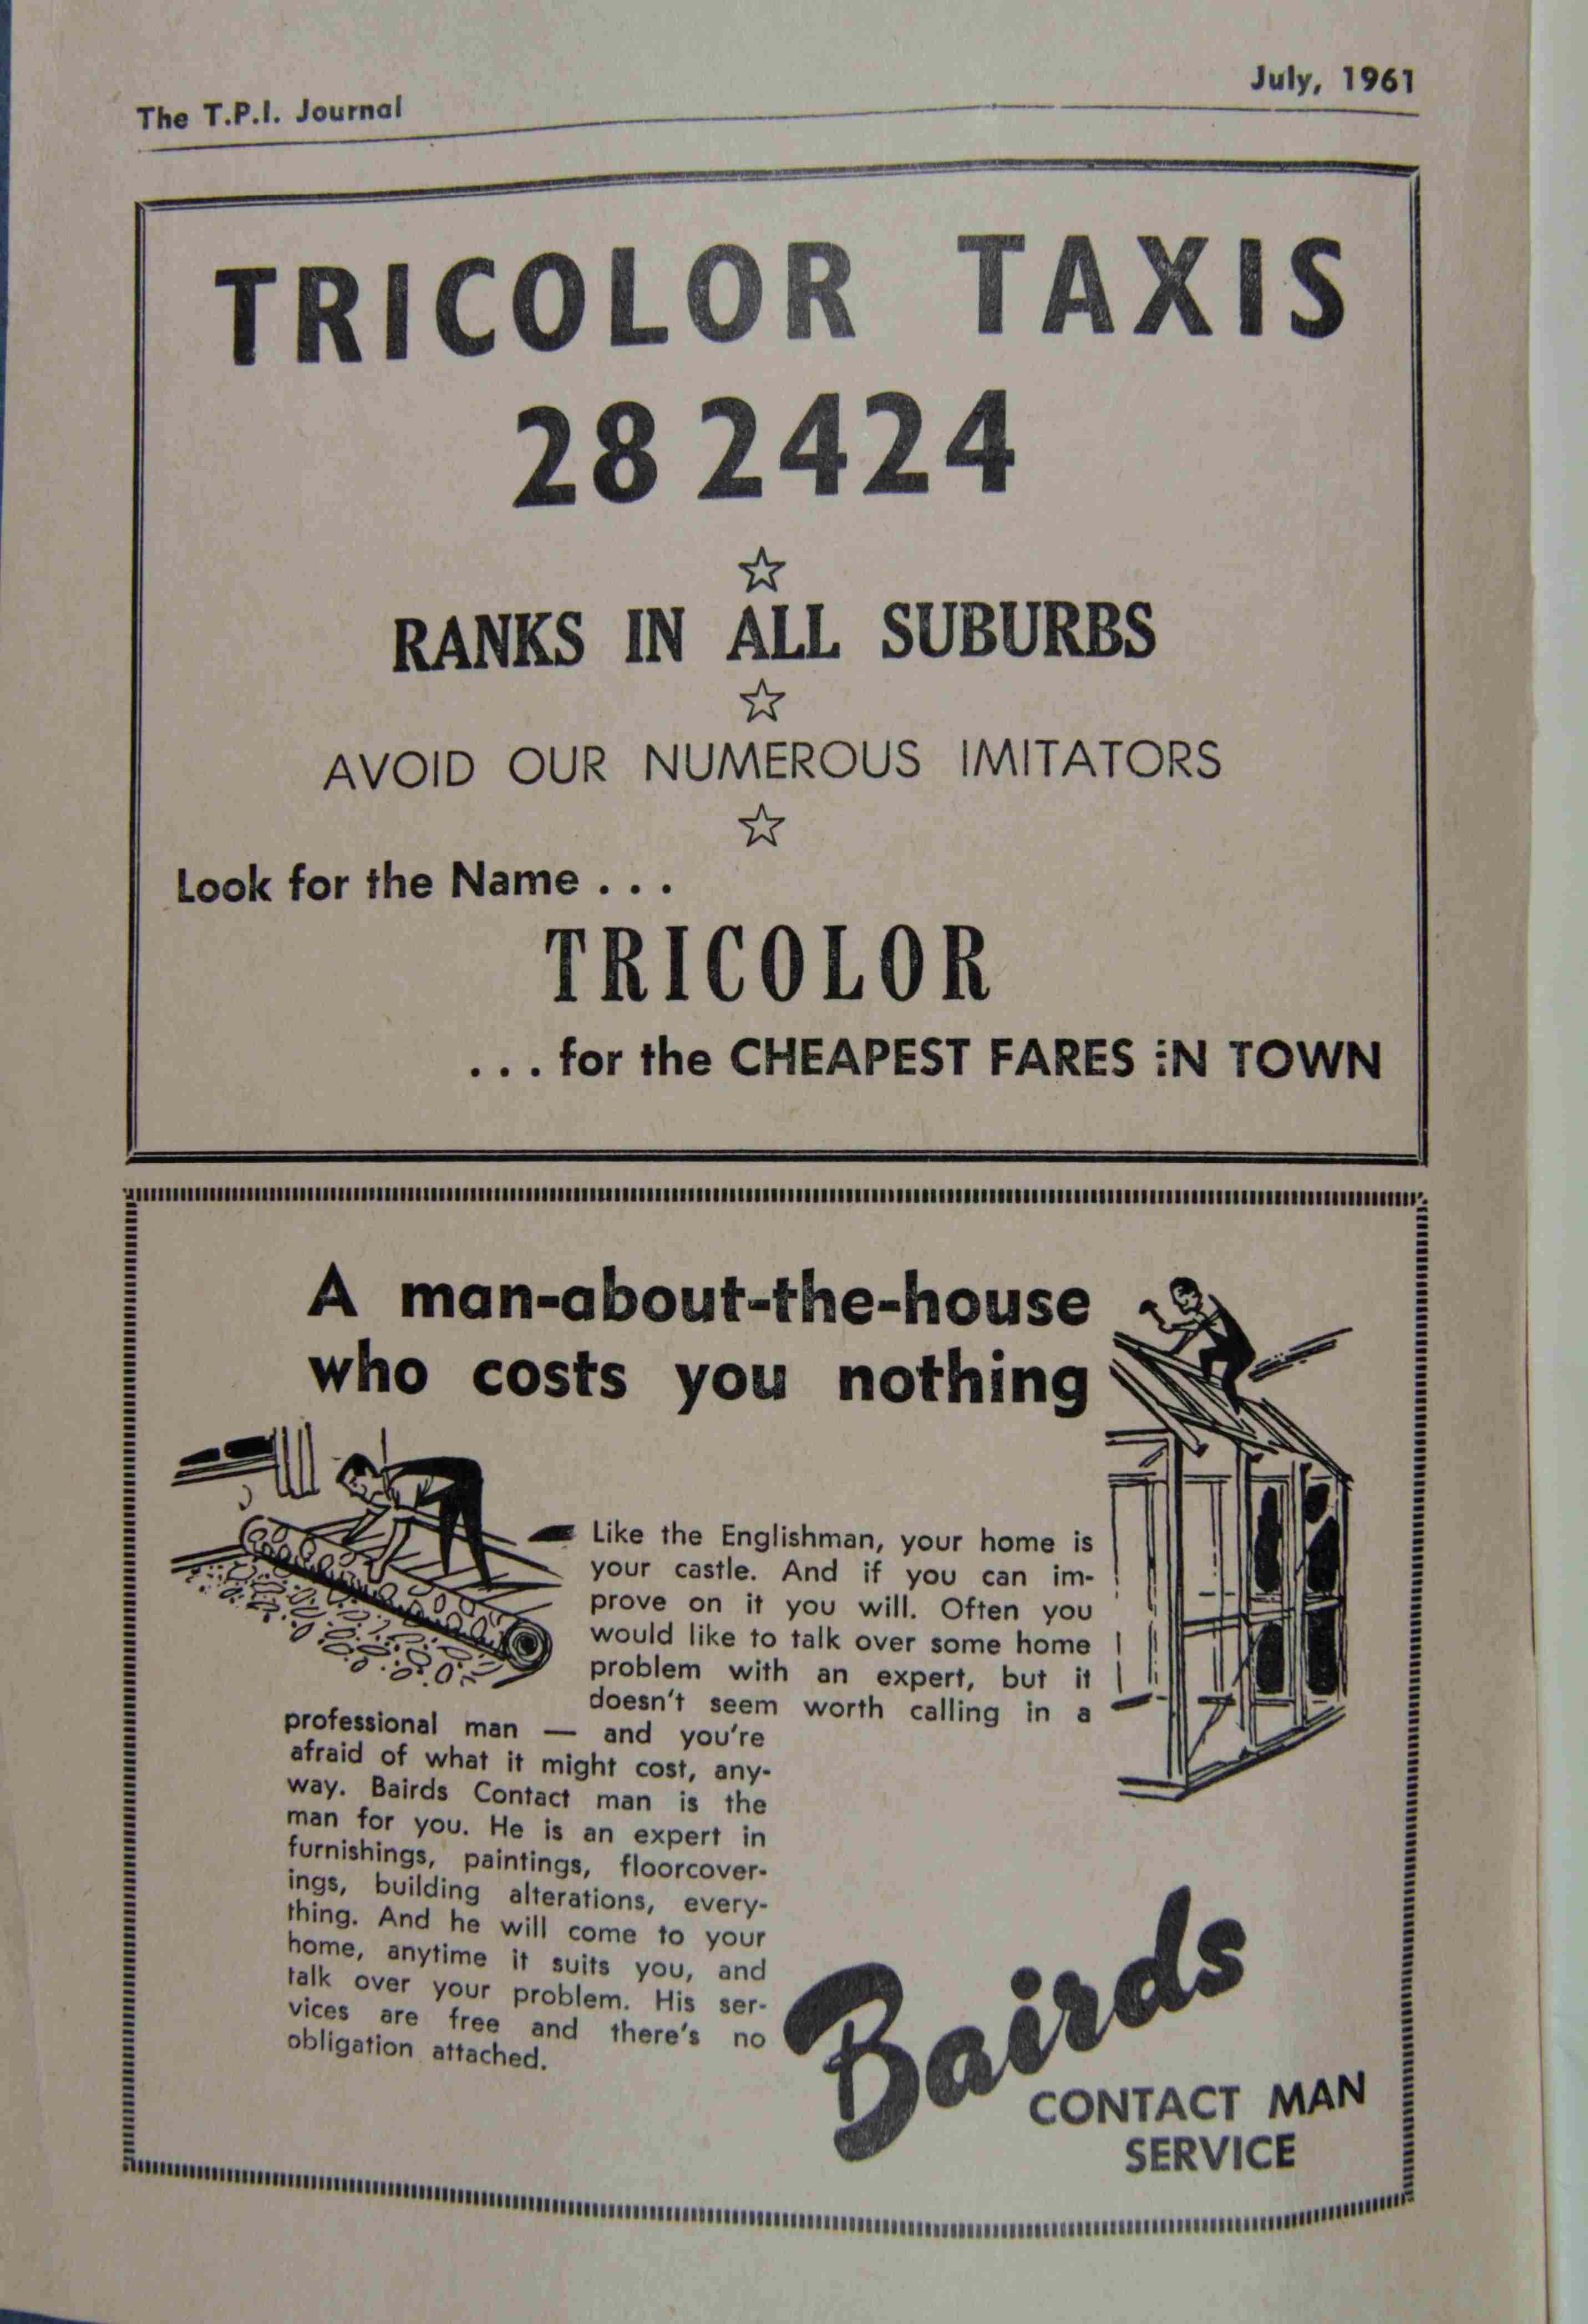 The T.P.I. Journal
July, 1961
TRICOLOR TAXIS
28 2424
RANKS IN ALL SUBURBS
AVOID OUR NUMEROUS IMITATORS
Look for the Name . . .
TRICOLOR
. . . for the CHEAPEST FARES IN TOWN
A man-about-the-house
who costs you nothing
Like the Englishman, your home is
your castle. And if you can im-
prove on it you will. Often you
would like to talk over some home
problem with an expert, but it
doesn't seem worth calling in a
professional man — and you're
afraid of what it might cost, any-
way. Bairds Contact man is the
man for you. He is an expert in
furnishings, paintings, floorcover-
ings, building alterations, every-
thing. And he will come to your
home, anytime it suits you, and
talk over your problem. His ser-
vices are free and there's no
obligation attached.
Bairds
CONTACT MAN
SERVICE